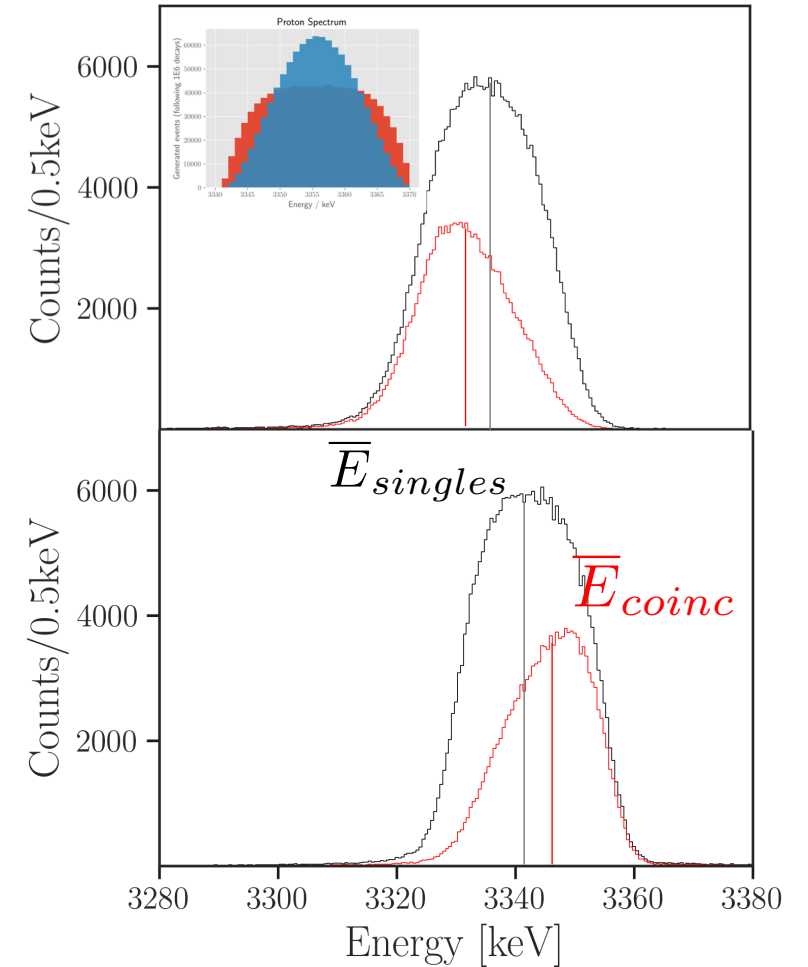 Proton Spectrum
Generated events (following 1E6 decays)
60000
50000
40000
30000
20000
10000
0
3340 3345 3350 3355 3360 3365 3370
Energy / keV
Counts/0.5keV
6000
4000
2000
E singles
E coinc
Counts/0.5keV
6000
4000
2000
3280 3300 3320 3340 3360 3380
Energy [keV]